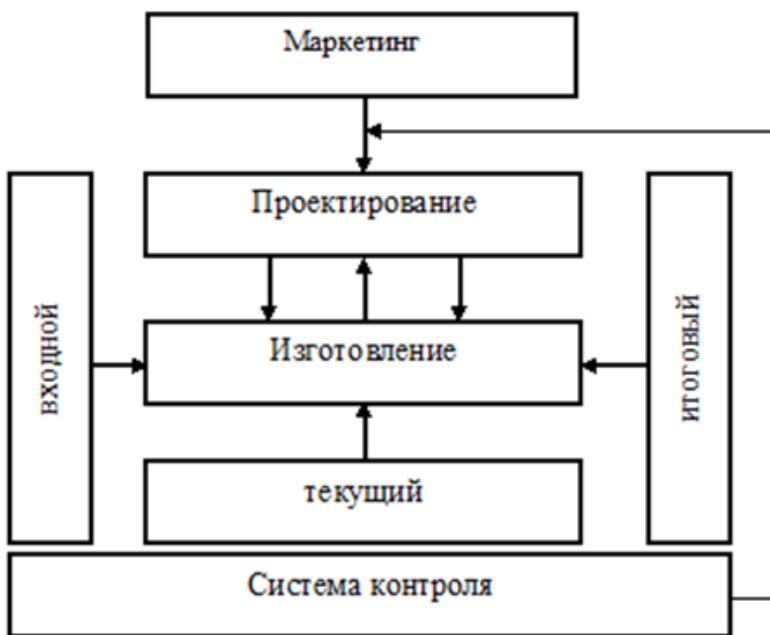 Маркетинг
Проектирование
входной
Изготовление
итоговый
текущий
Система контроля